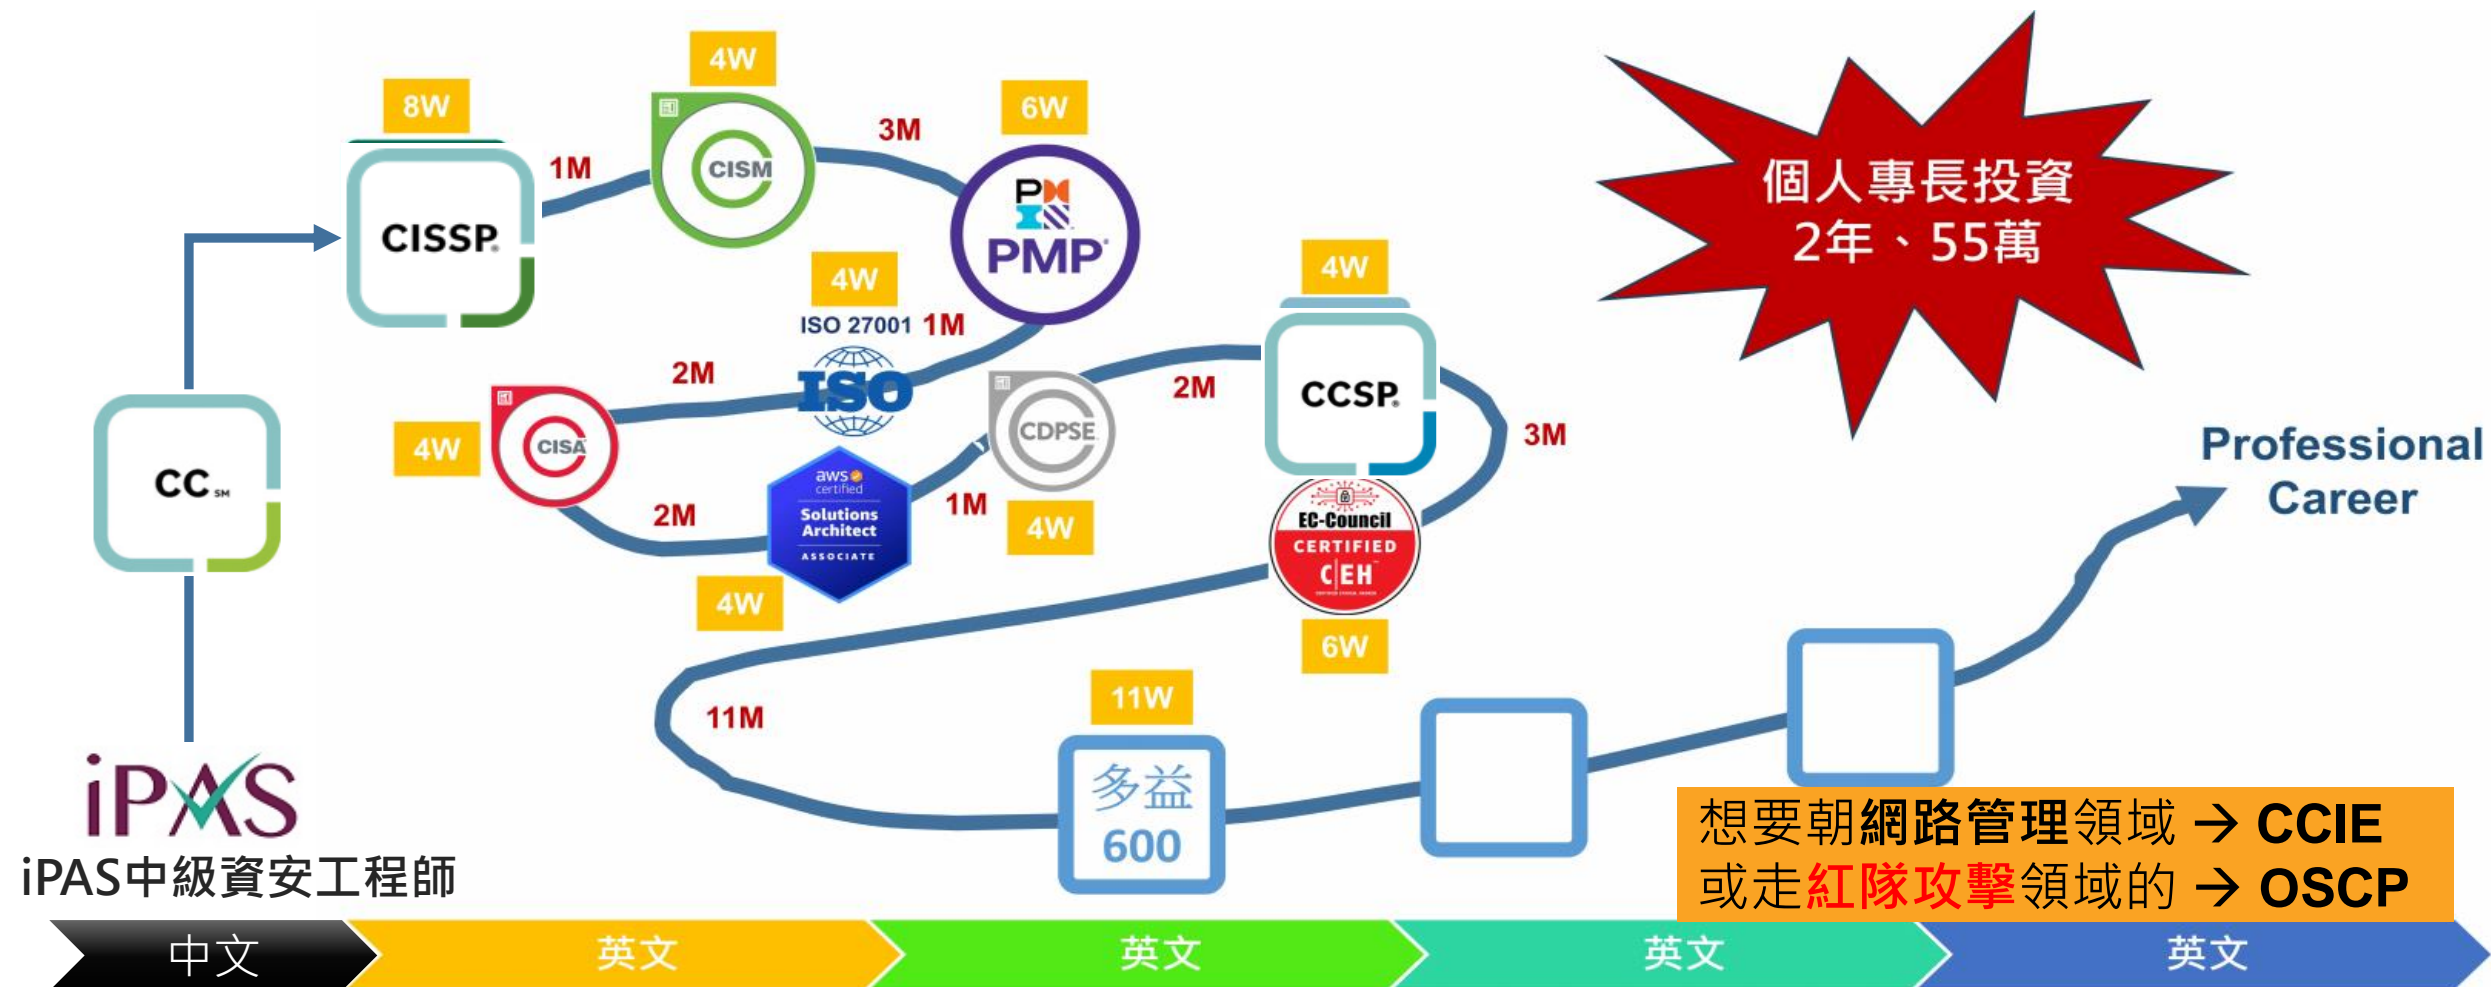 4W
8W
6W
3M
1M
CISM
個人專長投資
2年、55萬
CISSP®
PM
PMP®
4W
4W
ISO 27001
1M
2M
ISO
2M
CCSP®
3M
CISA
4W
CDPSE
Professional
Career
CC SM
aws
certified
Solutions
Architect
ASSOCIATE
2M
1M
4W
EC-Council
CERTIFIED
C|EH
4W
6W
11W
11M
多益
600
iPAS
iPAS中級資安工程師
想要朝網路管理領域 → CCIE
或走紅隊攻擊領域的 → OSCP
中文
英文
英文
英文
英文